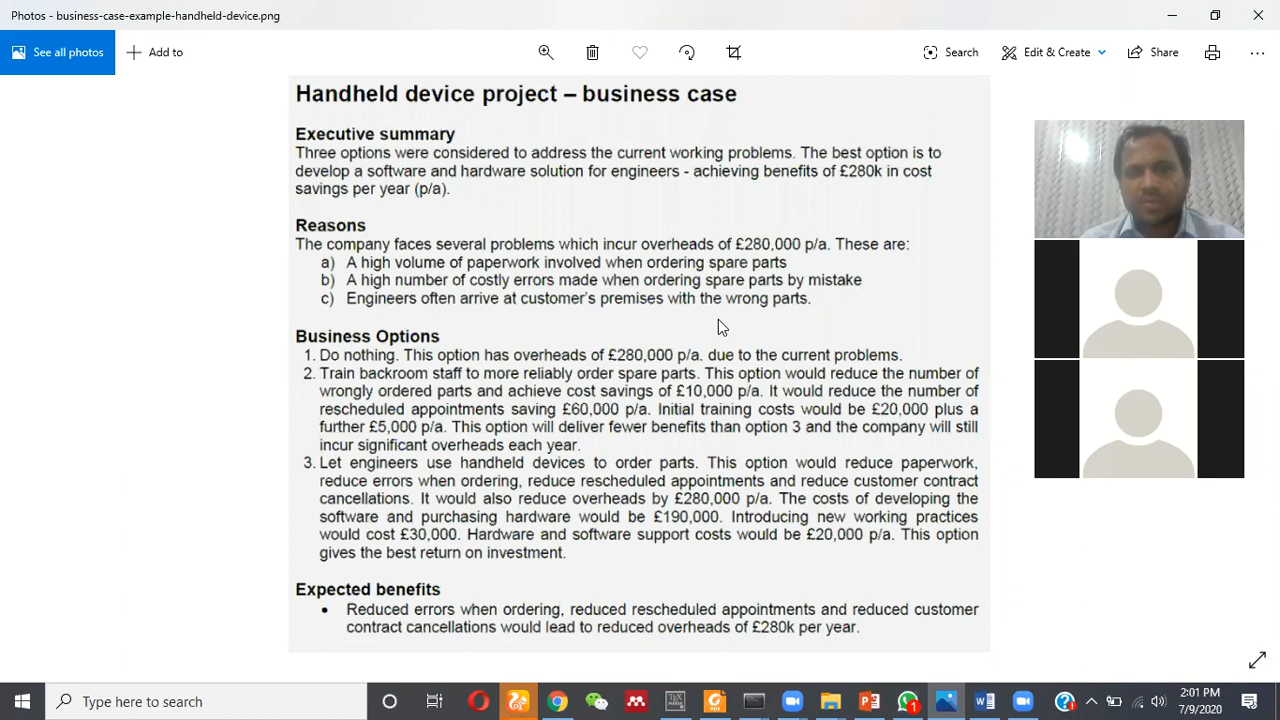 Photos - business-case-example-handheld-device.png
See all photos
Add to
Search
Edit & Create
Share
Handheld device project – business case
Executive summary
Three options were considered to address the current working problems. The best option is to
develop a software and hardware solution for engineers - achieving benefits of £280k in cost
savings per year (p/a).
Reasons
The company faces several problems which incur overheads of £280,000 p/a. These are:
a) A high volume of paperwork involved when ordering spare parts
b) A high number of costly errors made when ordering spare parts by mistake
c) Engineers often arrive at customer's premises with the wrong parts.
Business Options
1. Do nothing. This option has overheads of £280,000 p/a. due to the current problems.
2. Train backroom staff to more reliably order spare parts. This option would reduce the number of
wrongly ordered parts and achieve cost savings of £10,000 p/a. It would reduce the number of
rescheduled appointments saving £60,000 p/a. Initial training costs would be £20,000 plus a
further £5,000 p/a. This option will deliver fewer benefits than option 3 and the company will still
incur significant overheads each year.
3. Let engineers use handheld devices to order parts. This option would reduce paperwork,
reduce errors when ordering, reduce rescheduled appointments and reduce customer contract
cancellations. It would also reduce overheads by £280,000 p/a. The costs of developing the
software and purchasing hardware would be £190,000. Introducing new working practices
would cost £30,000. Hardware and software support costs would be £20,000 p/a. This option
gives the best return on investment.
Expected benefits
• Reduced errors when ordering, reduced rescheduled appointments and reduced customer
contract cancellations would lead to reduced overheads of £280k per year.
Type here to search
2:01 PM
7/9/2020